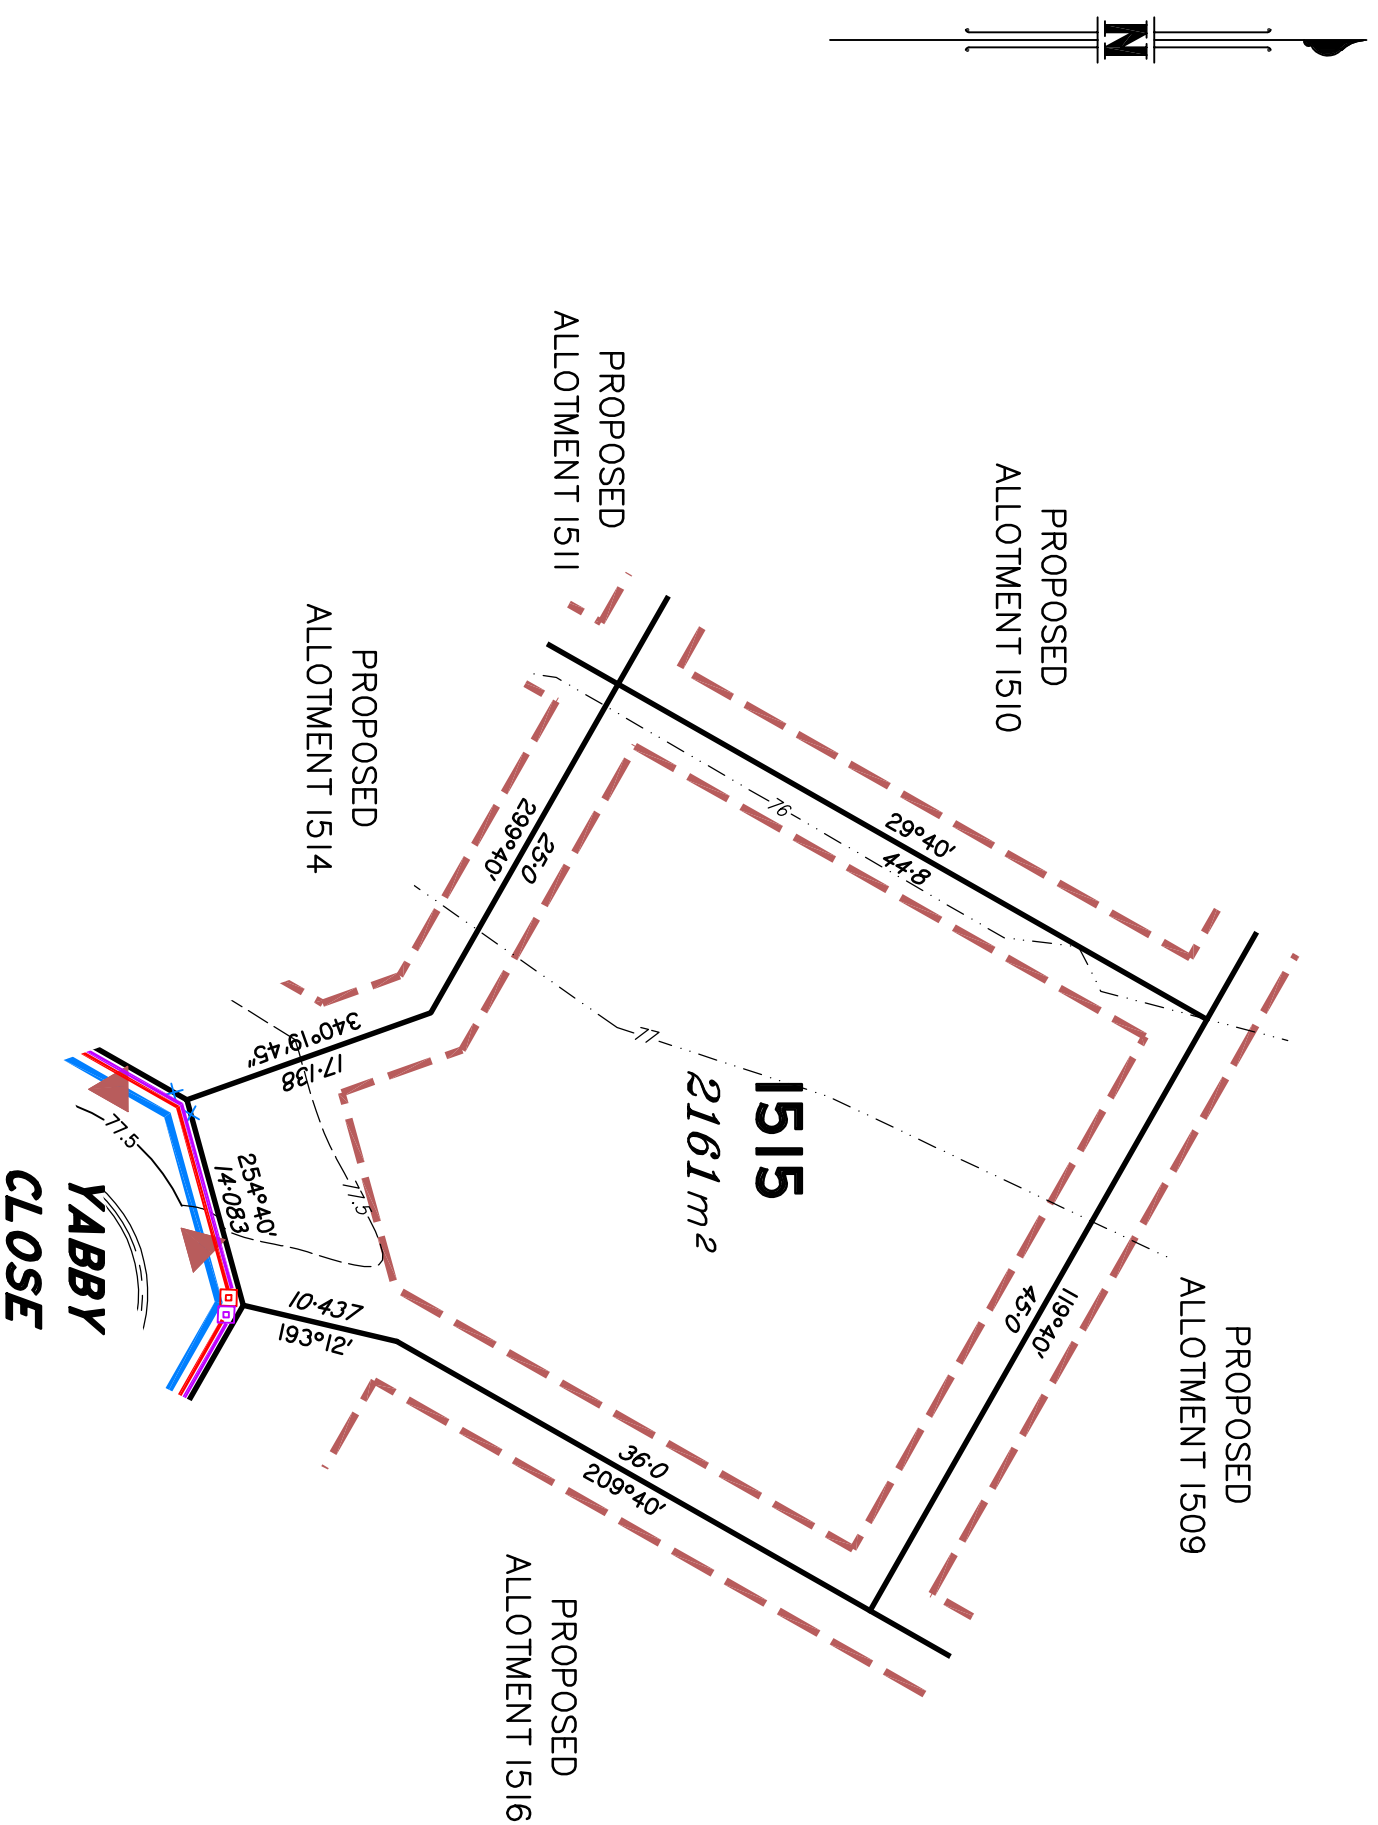 N
PROPOSED
ALLOTMENT 1511
PROPOSED
ALLOTMENT 1510
PROPOSED
ALLOTMENT 1514
PROPOSED
ALLOTMENT 1509
PROPOSED
ALLOTMENT 1516
29°40'
44·8
76
299°40'
25·0
77
340°19'45"
17·138
1515
2161 m²
119°40'
45·0
77.5
77.5
254°40'
14·083
10·437
193°12'
36·0
209°40'
YABBY
CLOSE